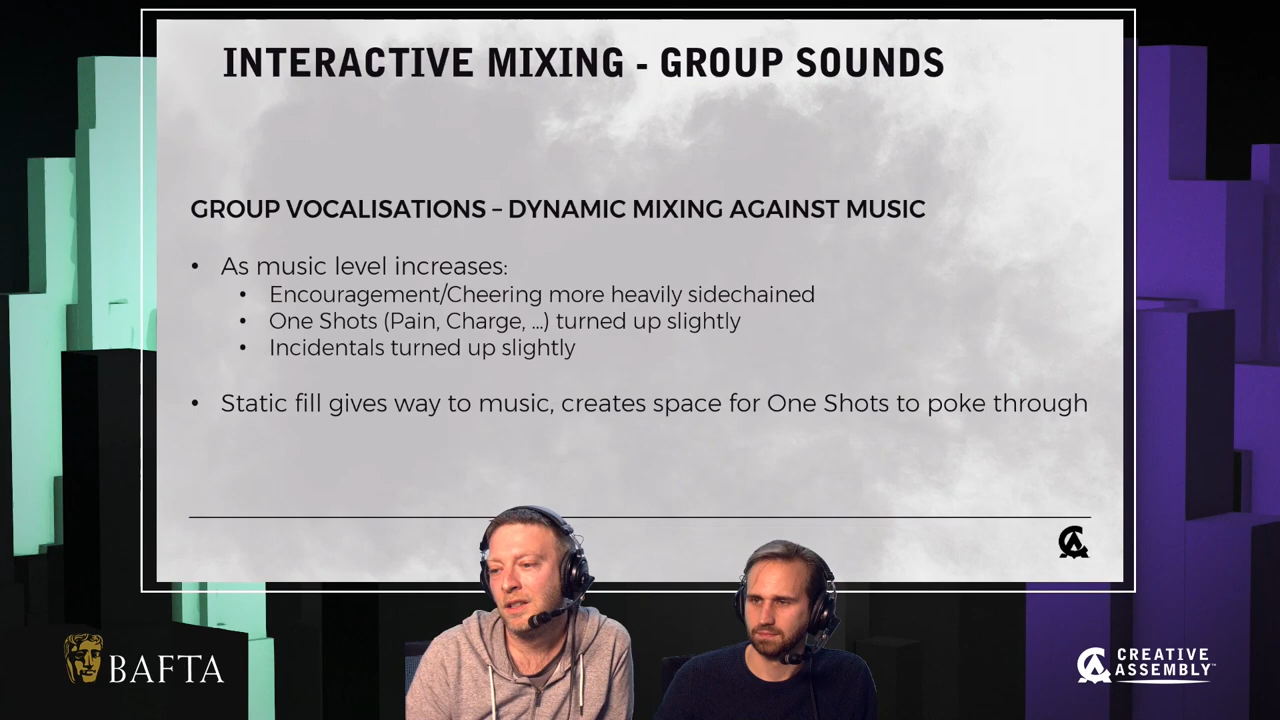 INTERACTIVE MIXING - GROUP SOUNDS
GROUP VOCALISATIONS – DYNAMIC MIXING AGAINST MUSIC
• As music level increases:
• Encouragement/Cheering more heavily sidechained
• One Shots (Pain, Charge, ...) turned up slightly
• Incidentals turned up slightly
• Static fill gives way to music, creates space for One Shots to poke through
BAFTA
CREATIVE
ASSEMBLY™